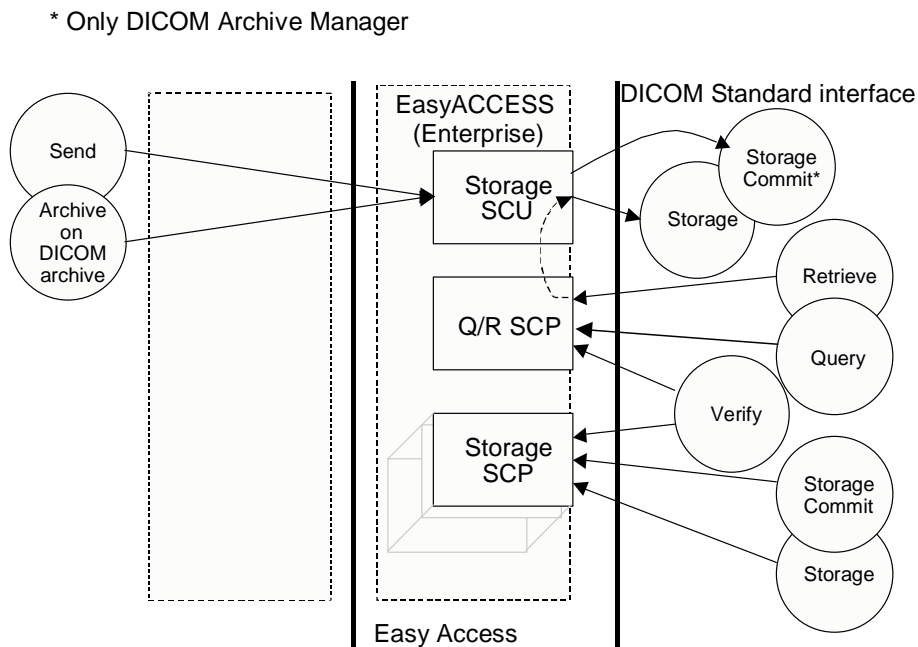 * Only DICOM Archive Manager
EasyACCESS
(Enterprise)
DICOM Standard interface
Send
Archive
on
DICOM
archive
Storage
SCU
Storage
Commit*
Storage
Retrieve
Q/R SCP
Query
Verify
Storage
SCP
Storage
Commit
Storage
Easy Access